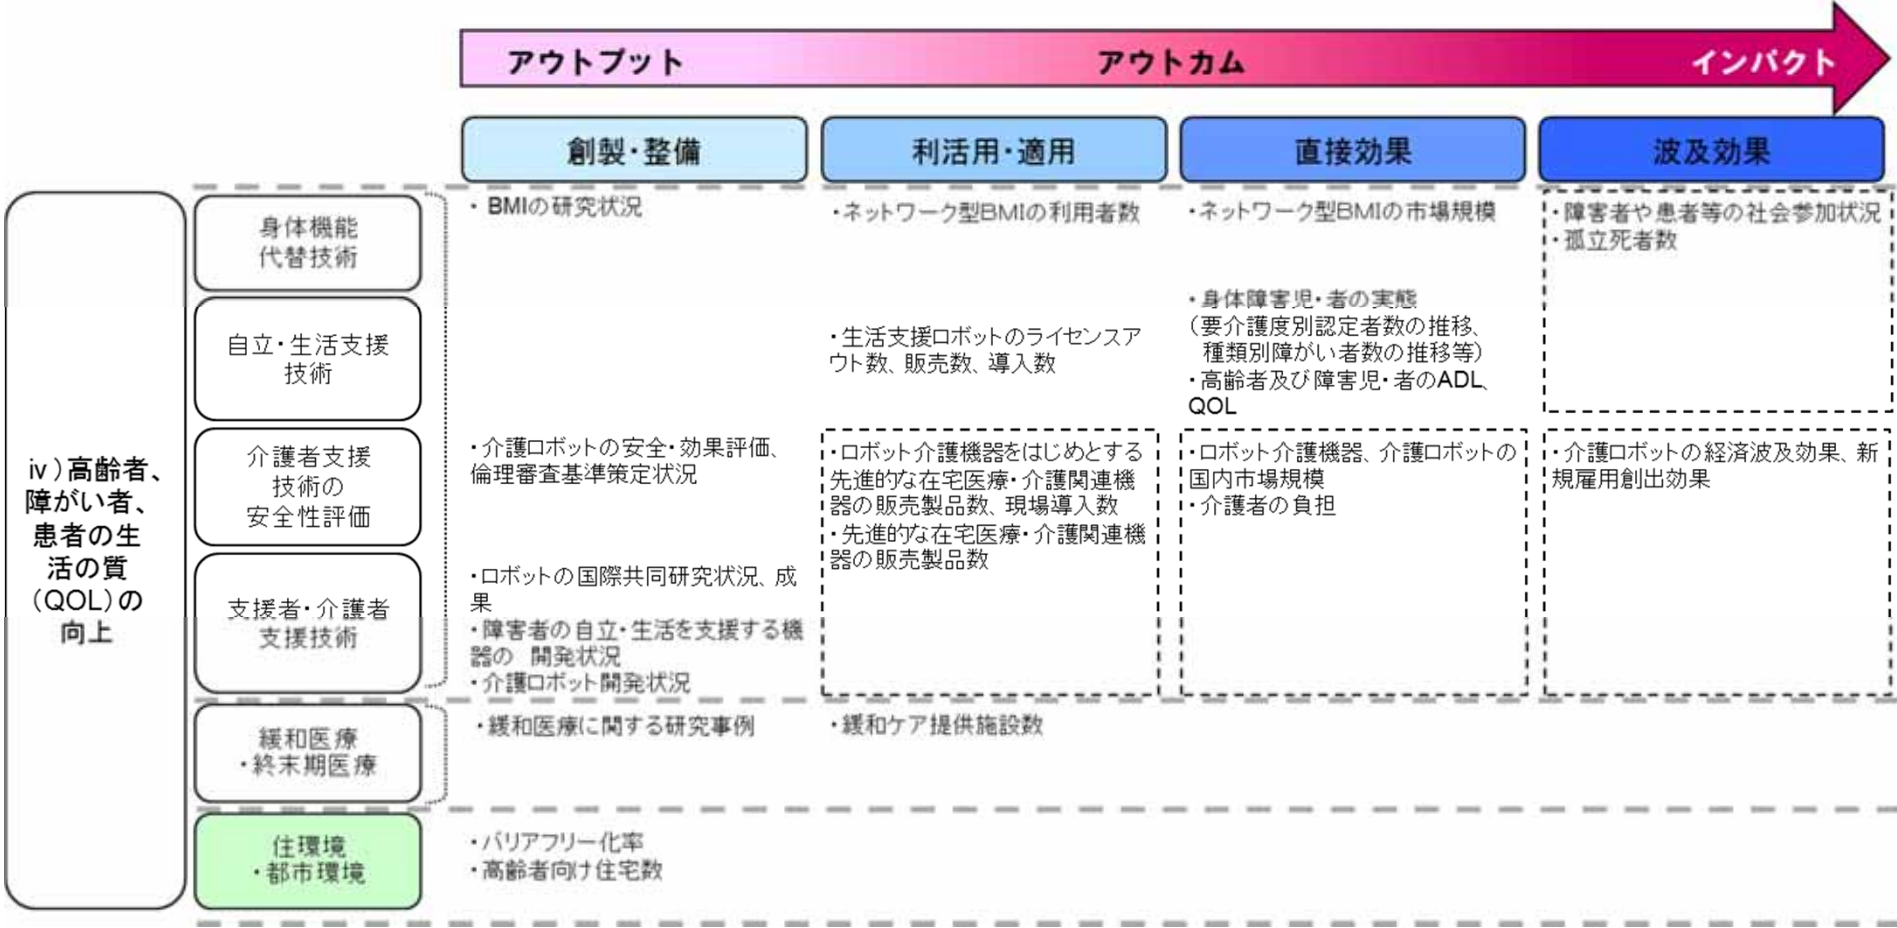 アウトプット
アウトカム
インパクト
創製・整備
利活用・適用
直接効果
波及効果
iv）高齢者、
障がい者、
患者の生
活の質
（QOL）の
向上
身体機能
代替技術
・ BMIの研究状況
・ネットワーク型BMIの利用者数
・ネットワーク型BMIの市場規模
・障害者や患者等の社会参加状況
・孤立死者数
自立・生活支援
技術
・生活支援ロボットのライセンスア
ウト数、販売数、導入数
・身体障害児・者の実態
（要介護度別認定者数の推移、
種類別障がい者数の推移等）
・高齢者及び障害児・者のADL、
QOL
介護者支援
技術の
安全性評価
・介護ロボットの安全・効果評価、
倫理審査基準策定状況
・ロボット介護機器をはじめとする
先進的な在宅医療・介護関連機
器の販売製品数、現場導入数
・先進的な在宅医療・介護関連機
器の販売製品数
・ロボット介護機器、介護ロボットの
国内市場規模
・介護者の負担
・介護ロボットの経済波及効果、新
規雇用創出効果
支援者・介護者
支援技術
・ロボットの国際共同研究状況、成
果
・障害者の自立・生活を支援する機
器の　開発状況
・介護ロボット開発状況
緩和医療
・終末期医療
・緩和医療に関する研究事例
・緩和ケア提供施設数
住環境
・都市環境
・バリアフリー化率
・高齢者向け住宅数